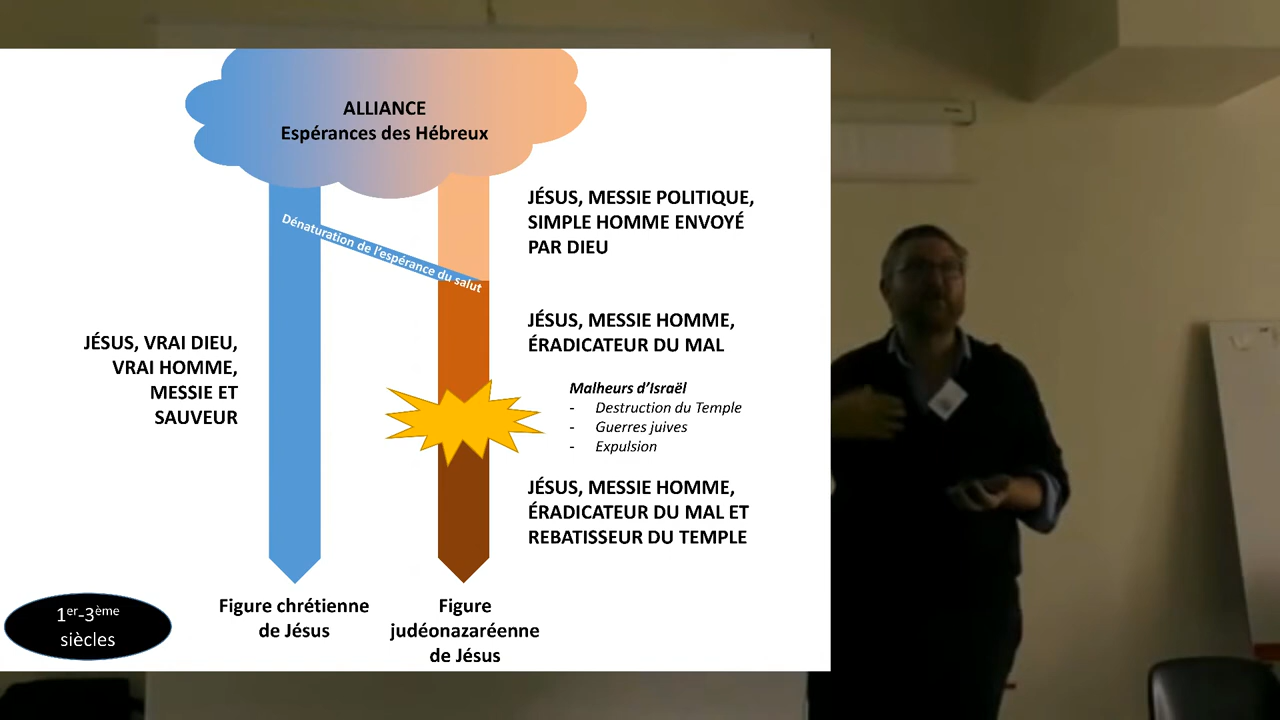 ALLIANCE
Espérances des Hébreux
Dénaturation de l'espérance du salut
JÉSUS, MESSIE POLITIQUE,
SIMPLE HOMME ENVOYÉ
PAR DIEU
JÉSUS, MESSIE HOMME,
ÉRADICATEUR DU MAL
JÉSUS, VRAI DIEU,
VRAI HOMME,
MESSIE ET
SAUVEUR
Malheurs d'Israël
- Destruction du Temple
- Guerres juives
- Expulsion
JÉSUS, MESSIE HOMME,
ÉRADICATEUR DU MAL ET
REBATISSEUR DU TEMPLE
Figure chrétienne
de Jésus
Figure
judéonazaréenne
de Jésus
1er-3ème
siècles